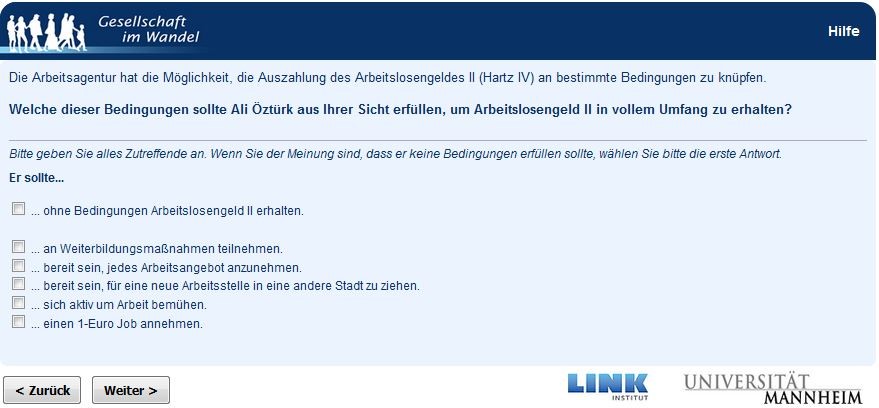 Gesellschaft
im Wandel
Hilfe
Die Arbeitsagentur hat die Möglichkeit, die Auszahlung des Arbeitslosengeldes II (Hartz IV) an bestimmte Bedingungen zu knüpfen.
Welche dieser Bedingungen sollte Ali Öztürk aus Ihrer Sicht erfüllen, um Arbeitslosengeld II in vollem Umfang zu erhalten?
Bitte geben Sie alles Zutreffende an. Wenn Sie der Meinung sind, dass er keine Bedingungen erfüllen sollte, wählen Sie bitte die erste Antwort.
Er sollte...
... ohne Bedingungen Arbeitslosengeld II erhalten.
... an Weiterbildungsmaßnahmen teilnehmen.
... bereit sein, jedes Arbeitsangebot anzunehmen.
... bereit sein, für eine neue Arbeitsstelle in eine andere Stadt zu ziehen.
... sich aktiv um Arbeit bemühen.
... einen 1-Euro Job annehmen.
< Zurück
Weiter >
LINK
INSTITUT
UNIVERSITÄT
MANNHEIM